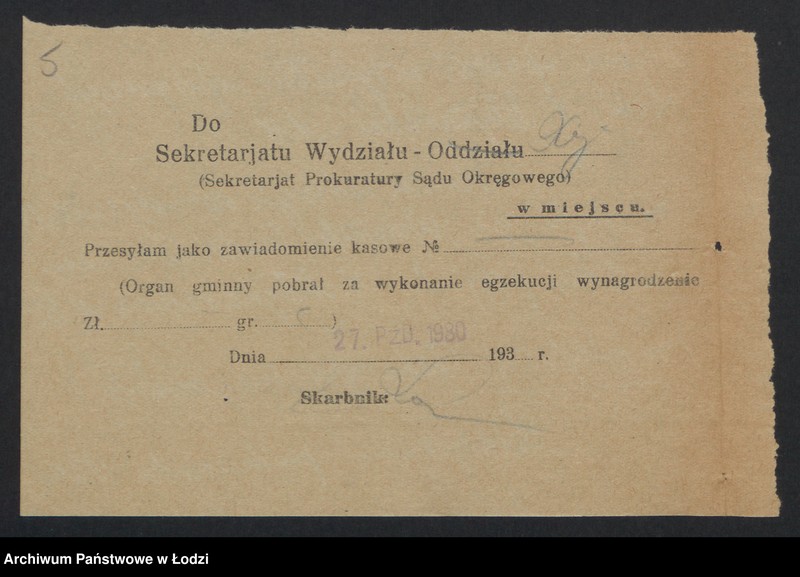 5
Do
Sekretarjatu Wydziału - Oddziału
(Sekretarjat Prokuratury Sądu Okręgowego)
w miejscu.
Przesyłam jako zawiadomienie kasowe №
(Organ gminny pobrał za wykonanie egzekucji wynagrodzenie
Zł. gr. )
27. PZD. 1930
Dnia 193 r.
Skarbnik:
Archiwum Państwowe w Łodzi